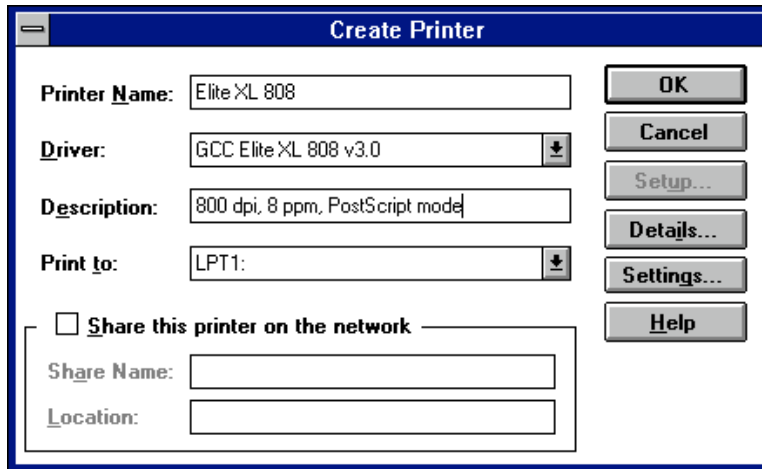 Create Printer
Printer Name: Elite XL 808
Driver: GCC Elite XL 808 v3.0
Description: 800 dpi, 8 ppm, PostScript mode
Print to: LPT1:
Share this printer on the network
Share Name:
Location:
OK
Cancel
Setup...
Details...
Settings...
Help